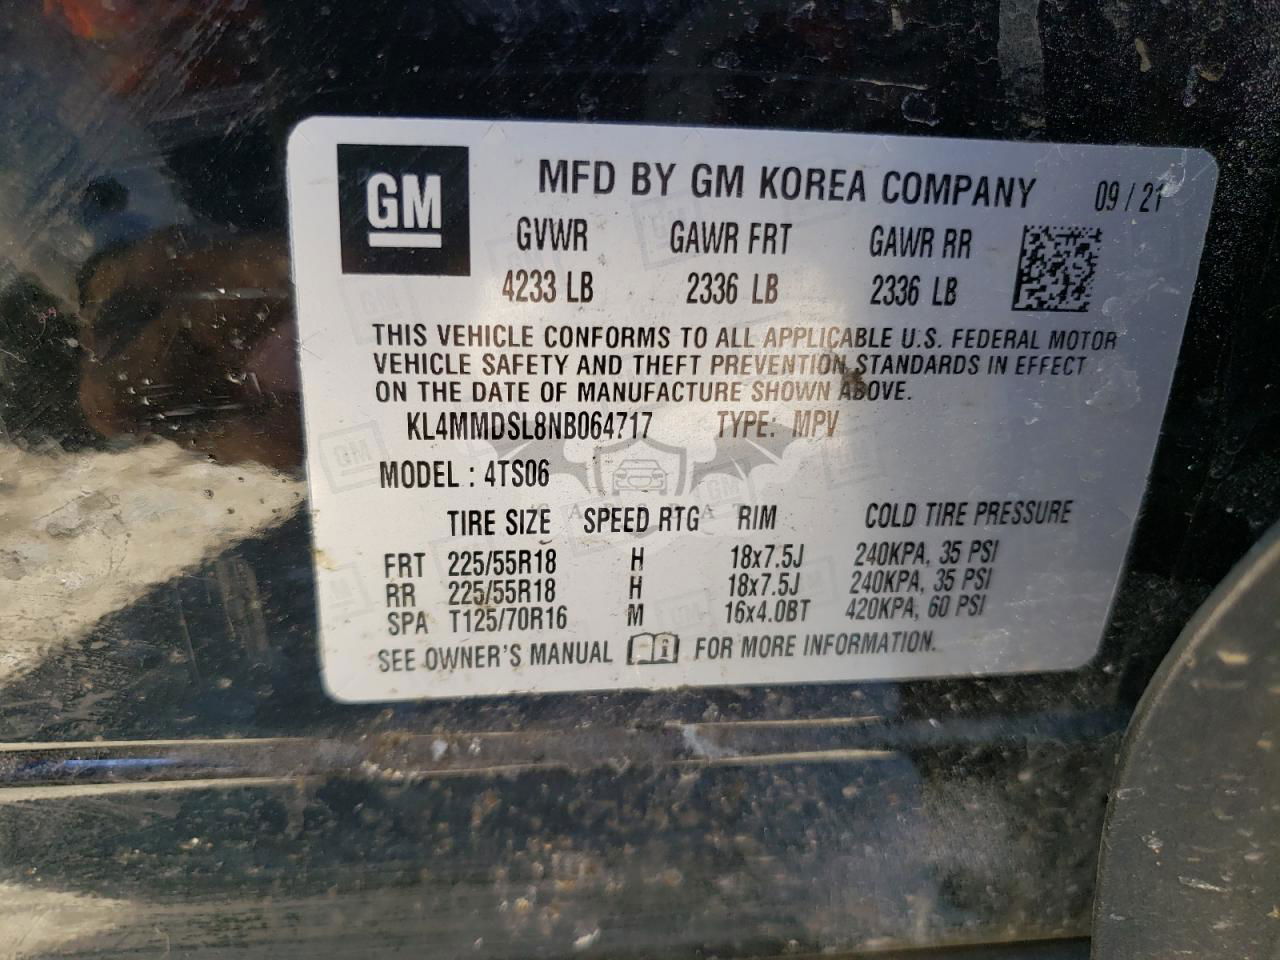 GM
MFD BY GM KOREA COMPANY 09 / 21
GVWR GAWR FRT GAWR RR
4233 LB 2336 LB 2336 LB
THIS VEHICLE CONFORMS TO ALL APPLICABLE U.S. FEDERAL MOTOR
VEHICLE SAFETY AND THEFT PREVENTION STANDARDS IN EFFECT
ON THE DATE OF MANUFACTURE SHOWN ABOVE.
KL4MMDSL8NB064717 TYPE: MPV
MODEL : 4TS06
TIRE SIZE SPEED RTG RIM COLD TIRE PRESSURE
FRT 225/55R18 H 18x7.5J 240KPA, 35 PSI
RR 225/55R18 H 18x7.5J 240KPA, 35 PSI
SPA T125/70R16 M 16x4.0BT 420KPA, 60 PSI
SEE OWNER'S MANUAL FOR MORE INFORMATION.